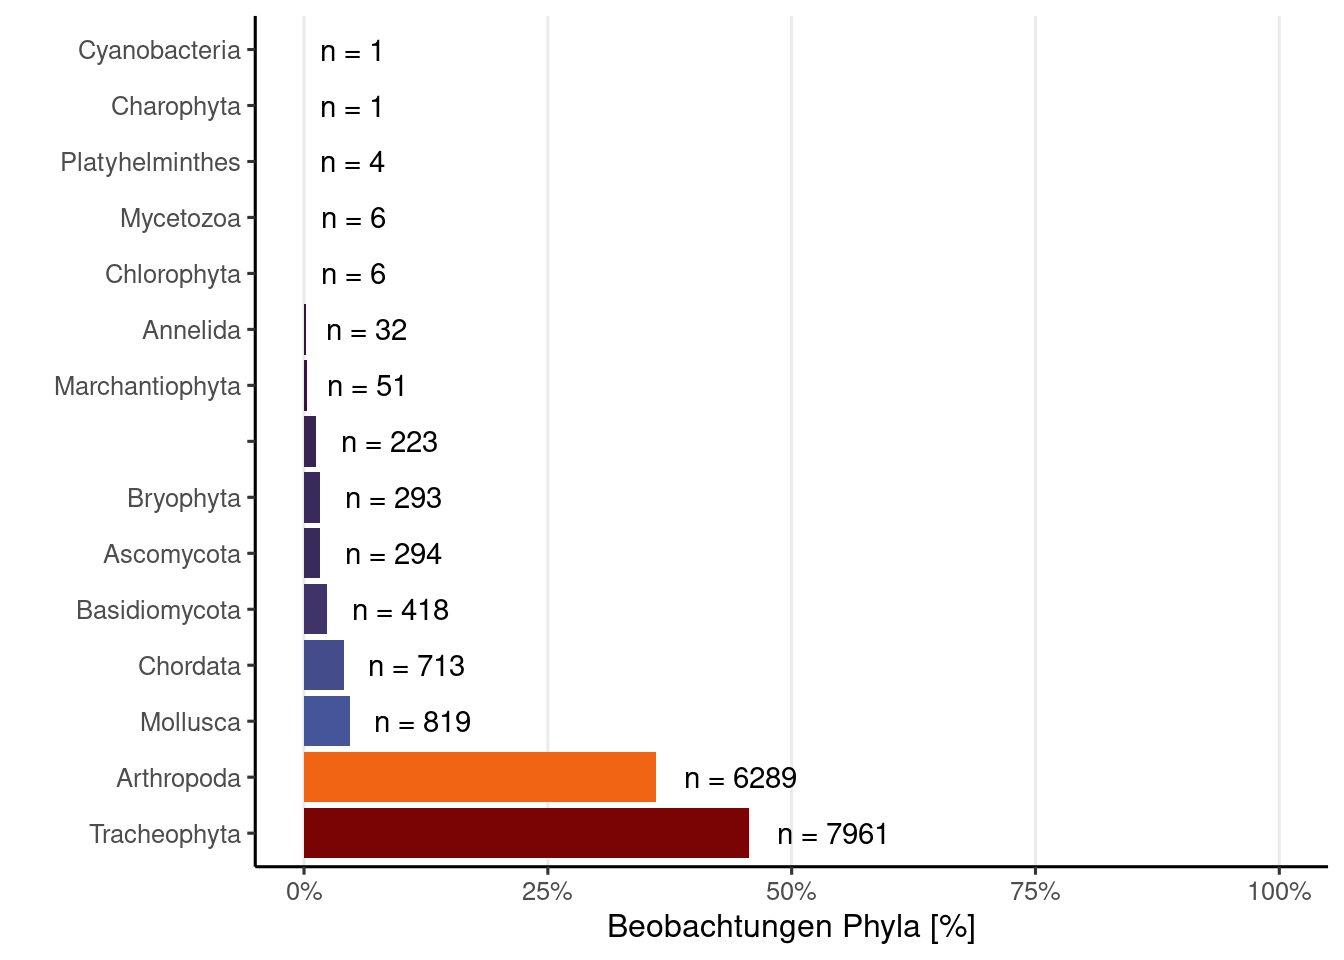 Cyanobacteria n = 1
Charophyta n = 1
Platyhelminthes n = 4
Mycetozoa n = 6
Chlorophyta n = 6
Annelida n = 32
Marchantiophyta n = 51
n = 223
Bryophyta n = 293
Ascomycota n = 294
Basidiomycota n = 418
Chordata n = 713
Mollusca n = 819
Arthropoda n = 6289
Tracheophyta n = 7961
0% 25% 50% 75% 100%
Beobachtungen Phyla [%]